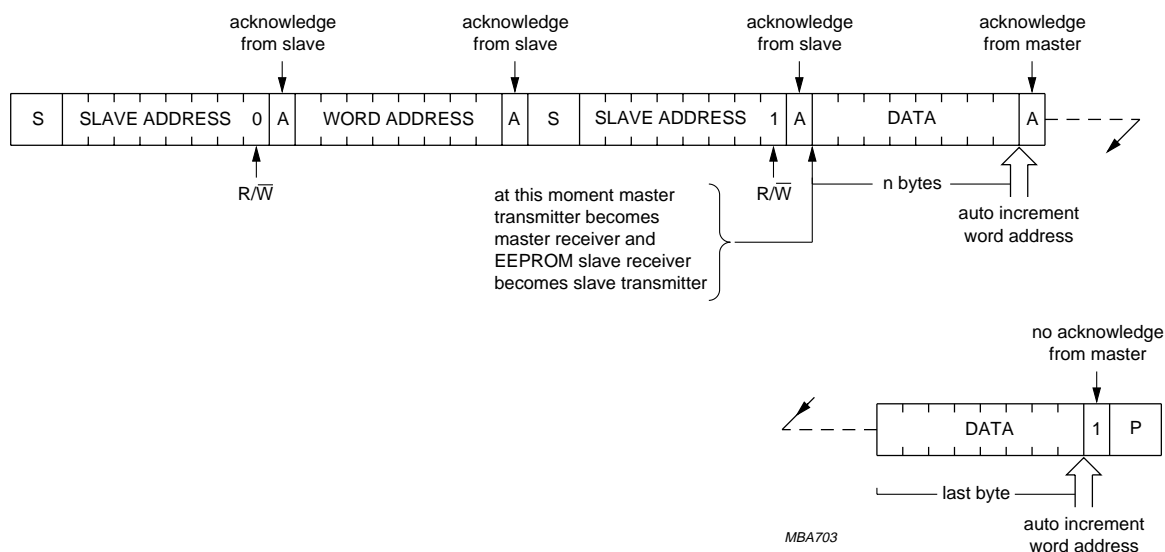 acknowledge
from slave
acknowledge
from slave
acknowledge
from slave
acknowledge
from master
S SLAVE ADDRESS 0 A WORD ADDRESS A S SLAVE ADDRESS 1 A DATA A
R/W̅
R/W̅
n bytes
auto increment
word address
at this moment master
transmitter becomes
master receiver and
EEPROM slave receiver
becomes slave transmitter
no acknowledge
from master
DATA 1 P
last byte
auto increment
word address
MBA703